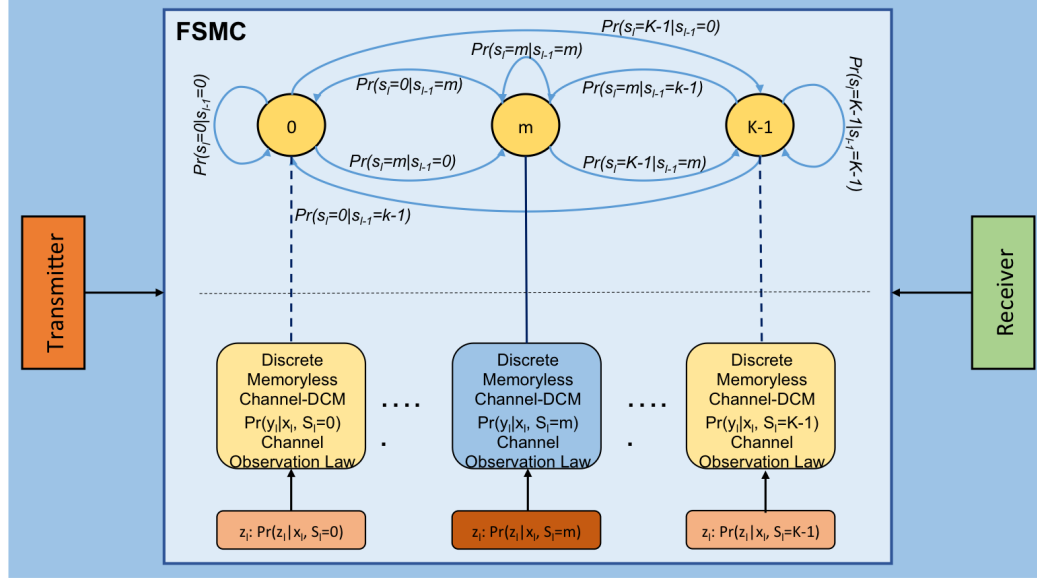 FSMC
Pr(sₗ=K-1|sₗ₋₁=0)
Pr(sₗ=m|sₗ₋₁=m)
Pr(sₗ=0|sₗ₋₁=m)
Pr(sₗ=m|sₗ₋₁=k-1)
Pr(sₗ=0|sₗ₋₁=0)
Pr(sₗ=K-1|sₗ₋₁=K-1)
0
m
K-1
Pr(sₗ=m|sₗ₋₁=0)
Pr(sₗ=K-1|sₗ₋₁=m)
Pr(sₗ=0|sₗ₋₁=k-1)
Transmitter
Receiver
Discrete
Memoryless
Channel-DCM
Pr(yₗ|xₗ, Sₗ=0)
Channel
Observation Law
....
.
Discrete
Memoryless
Channel-DCM
Pr(yₗ|xₗ, Sₗ=m)
Channel
Observation Law
....
.
Discrete
Memoryless
Channel-DCM
Pr(yₗ|xₗ, Sₗ=K-1)
Channel
Observation Law
zₗ: Pr(zₗ|xₗ, Sₗ=0)
zₗ: Pr(zₗ|xₗ, Sₗ=m)
zₗ: Pr(zₗ|xₗ, Sₗ=K-1)